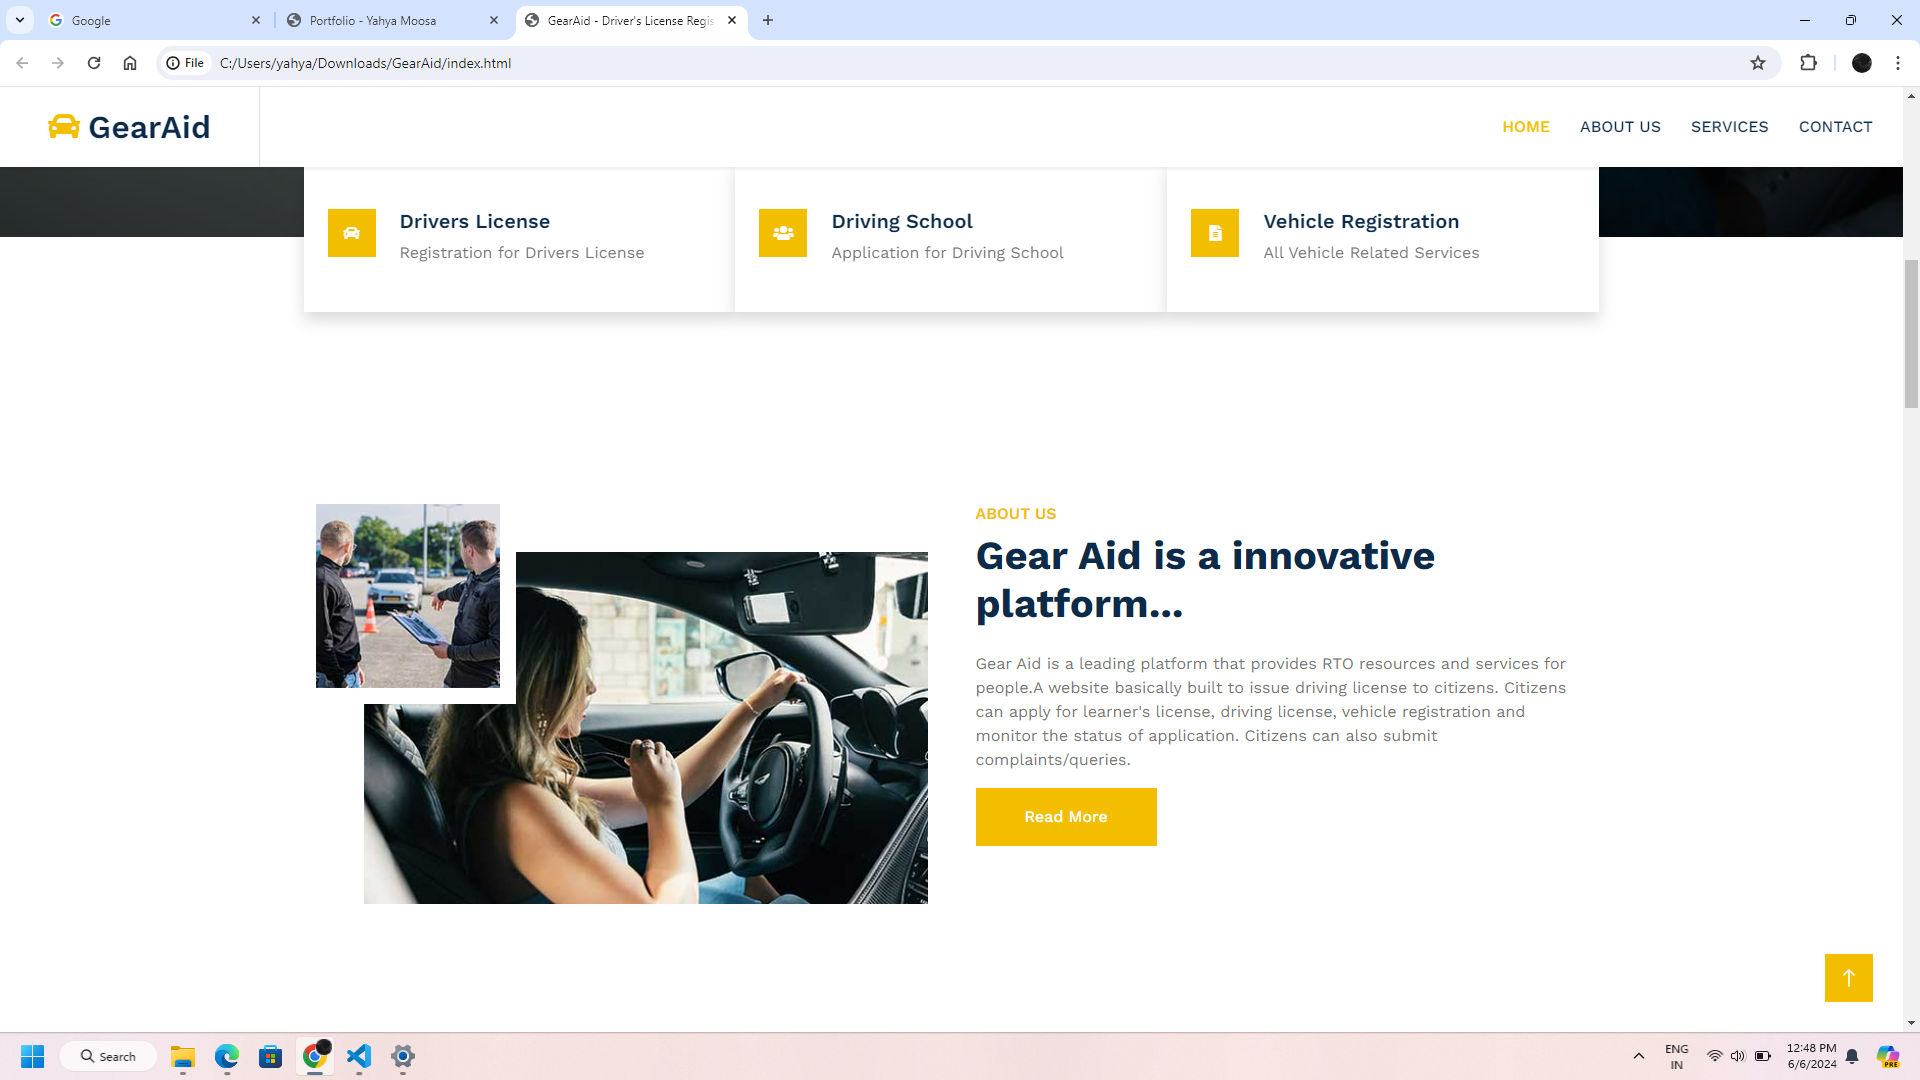 Google
Portfolio - Yahya Moosa
GearAid - Driver's License Regis
File
C:/Users/yahya/Downloads/GearAid/index.html
GearAid
HOME
ABOUT US
SERVICES
CONTACT
Drivers License
Registration for Drivers License
Driving School
Application for Driving School
Vehicle Registration
All Vehicle Related Services
ABOUT US
Gear Aid is a innovative
platform...
Gear Aid is a leading platform that provides RTO resources and services for
people.A website basically built to issue driving license to citizens. Citizens
can apply for learner's license, driving license, vehicle registration and
monitor the status of application. Citizens can also submit
complaints/queries.
Read More
Search
ENG
IN
12:48 PM
6/6/2024
PRE